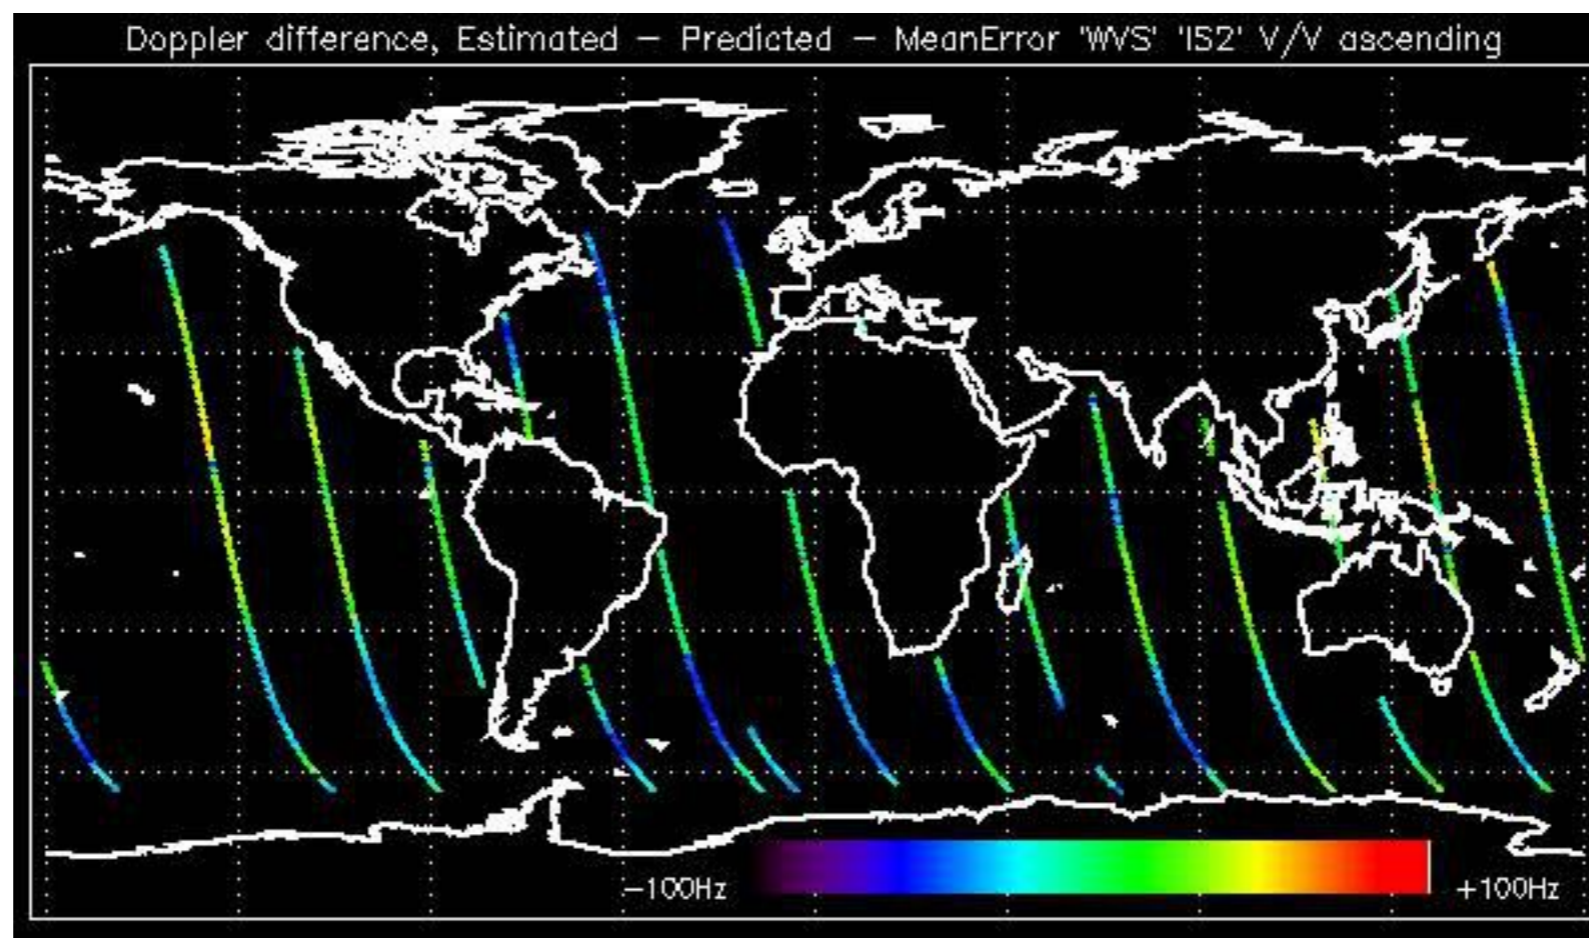 Doppler difference, Estimated – Predicted – MeanError 'WVS' 'IS2' V/V ascending
-100Hz
+100Hz